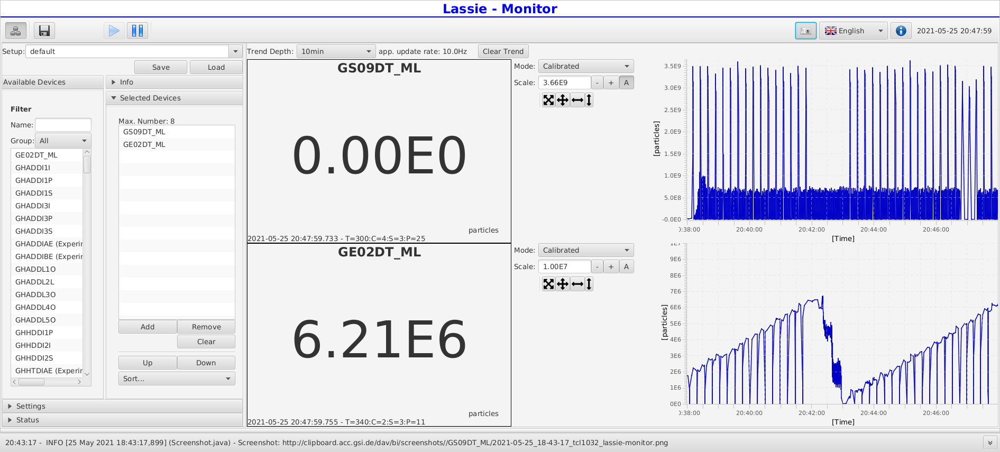 Lassie - Monitor
English
2021-05-25 20:47:59
Setup: default
Save Load
Available Devices
Filter
Name:
Group: All
GE02DT_ML
GHADDI1I
GHADDI1P
GHADDI1S
GHADDI3I
GHADDI3P
GHADDI3S
GHADDIAE (Experir
GHADDIBE (Experir
GHADDL1O
GHADDL2L
GHADDL3O
GHADDL4O
GHADDL5O
GHHDDI1P
GHHDDI2I
GHHDDI2S
GHHTDIAE (Experir
Info
Selected Devices
Max. Number: 8
GS09DT_ML
GE02DT_ML
Add Remove
Clear
Up Down
Sort...
Settings
Status
Trend Depth: 10min app. update rate: 10.0Hz Clear Trend
GS09DT_ML
0.00E0
particles
2021-05-25 20:47:59.733 - T=300:C=4:S=3:P=25
Mode: Calibrated
Scale: 3.66E9 - + A
[particles]
3.5E9
3.0E9
2.5E9
2.0E9
1.5E9
1.0E9
5.0E8
-0.0E0
):38:00 20:40:00 20:42:00 20:44:00 20:46:00
[Time]
GE02DT_ML
6.21E6
particles
2021-05-25 20:47:59.755 - T=340:C=2:S=3:P=11
Mode: Calibrated
Scale: 1.00E7 - + A
[particles]
1E7
9E6
8E6
7E6
6E6
5E6
4E6
3E6
2E6
1E6
0E0
):38:00 20:40:00 20:42:00 20:44:00 20:46:00
[Time]
20:43:17 - INFO [25 May 2021 18:43:17,899] (Screenshot.java) - Screenshot: http://clipboard.acc.gsi.de/dav/bi/screenshots//GS09DT_ML/2021-05-25_18-43-17_tcl1032_lassie-monitor.png